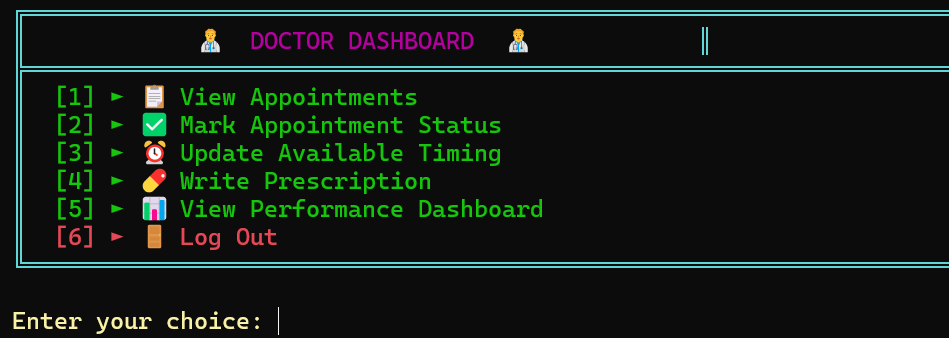 DOCTOR DASHBOARD
[1] ► View Appointments
[2] ► Mark Appointment Status
[3] ► Update Available Timing
[4] ► Write Prescription
[5] ► View Performance Dashboard
[6] ► Log Out
Enter your choice: